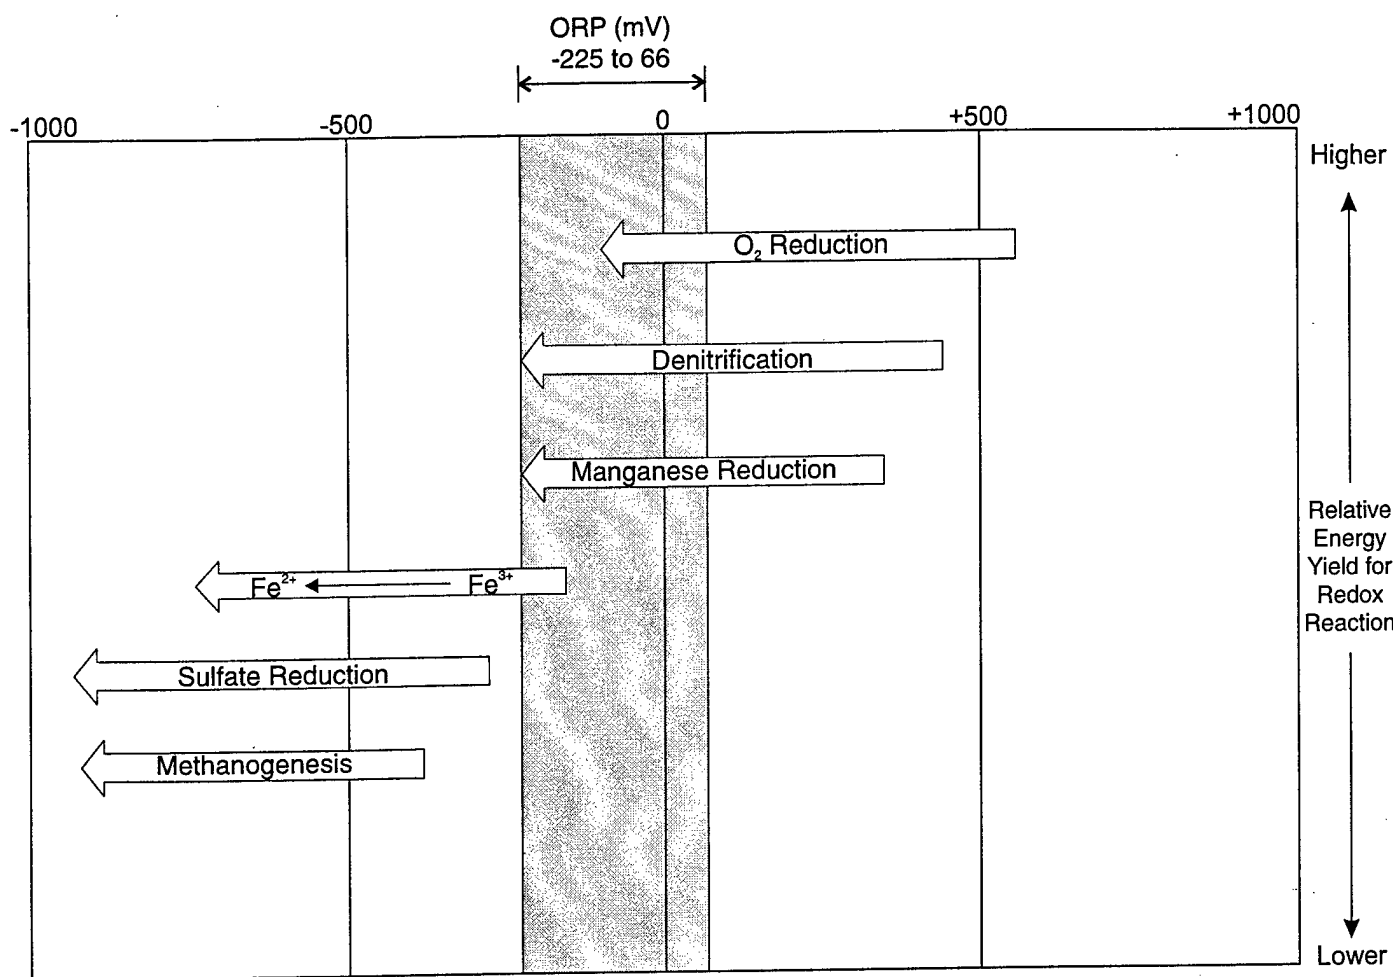 ORP (mV)
-225 to 66
-1000
-500
0
+500
+1000
Higher
O₂ Reduction
Denitrification
Manganese Reduction
Relative
Energy
Yield for
Redox
Reaction
Fe²⁺ Fe³⁺
Sulfate Reduction
Methanogenesis
Lower